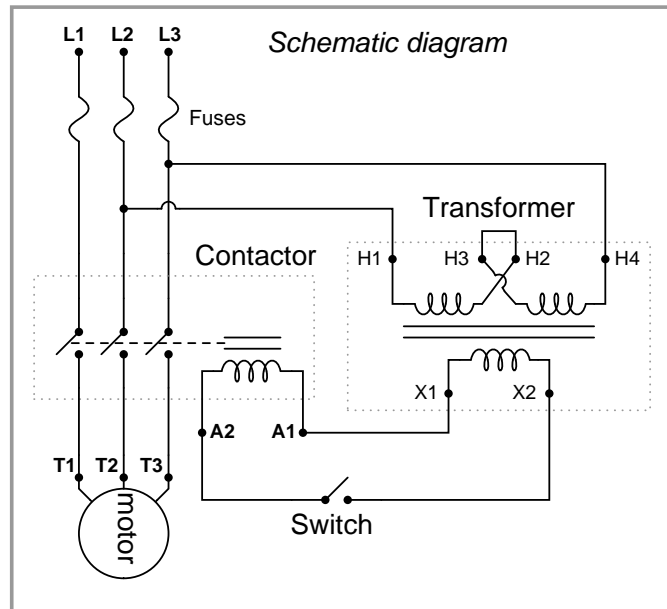 L1 L2 L3 Schematic diagram
Fuses
Transformer
Contactor
H1 H3 H2 H4
X1 X2
A2 A1
T1 T2 T3
motor
Switch